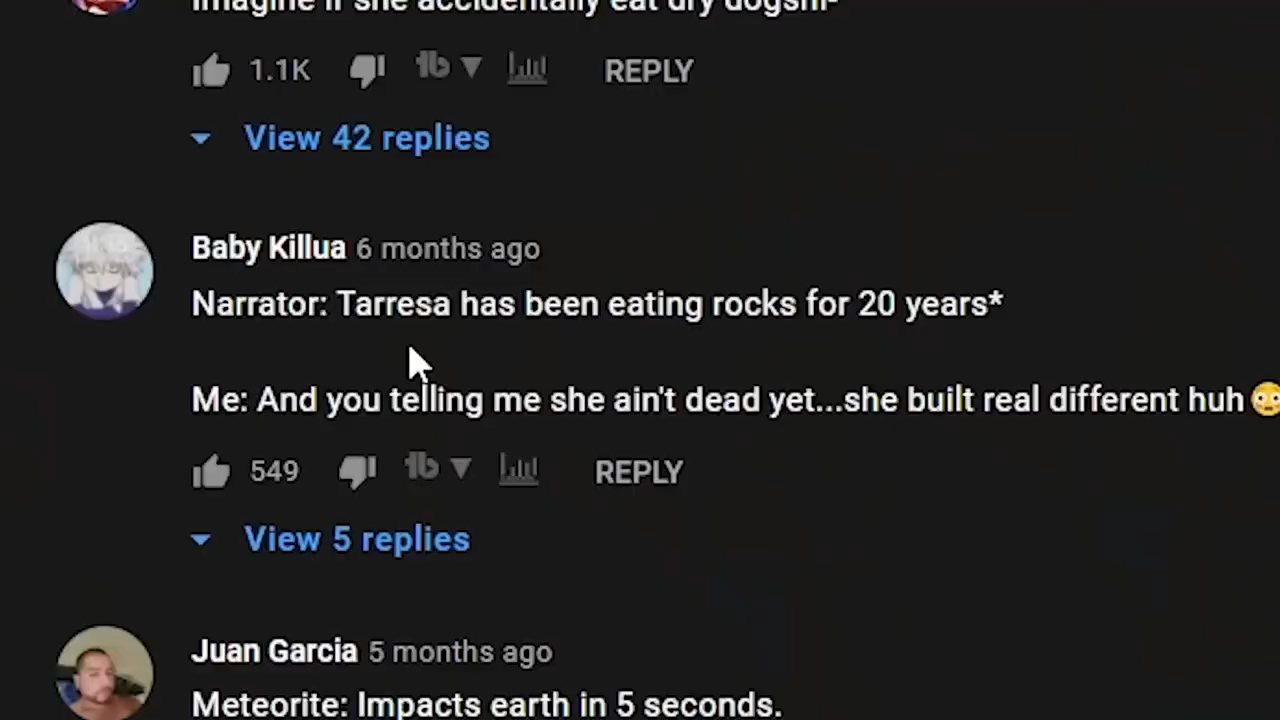 Imagine if she accidentally eat dry dogshi-
1.1K REPLY
View 42 replies
Baby Killua 6 months ago
Narrator: Tarresa has been eating rocks for 20 years*
Me: And you telling me she ain't dead yet...she built real different huh😳
549 REPLY
View 5 replies
Juan Garcia 5 months ago
Meteorite: Impacts earth in 5 seconds.